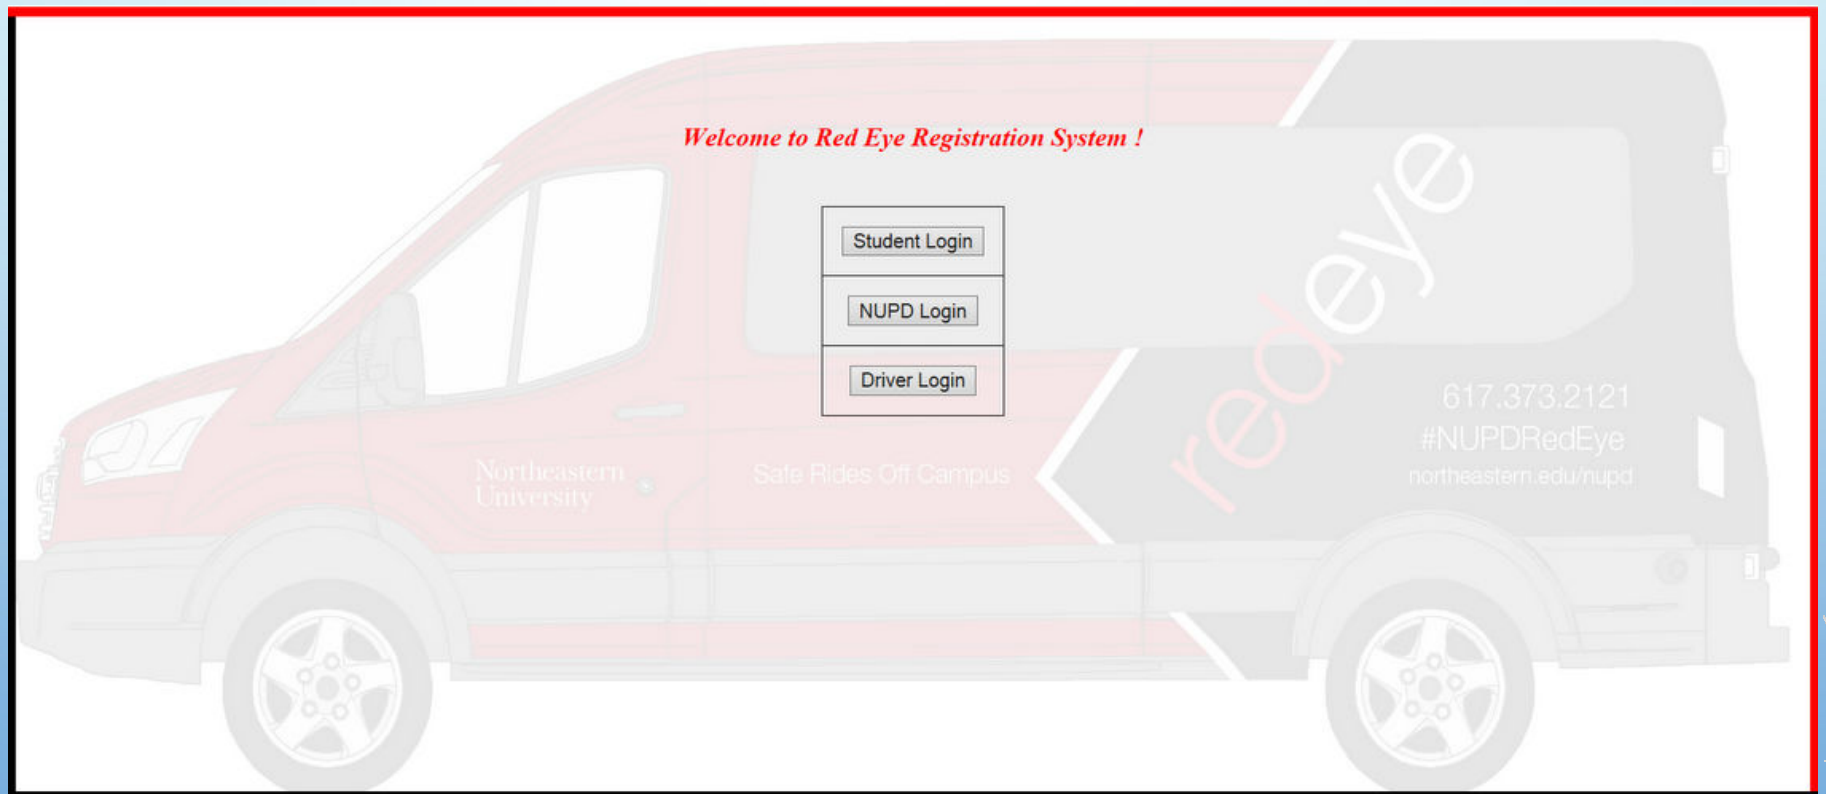 Welcome to Red Eye Registration System !
Student Login
NUPD Login
Driver Login
redeye
617.373.2121
#NUPDRedEye
northeastern.edu/nupd
Northeastern
University
Safe Rides Off Campus